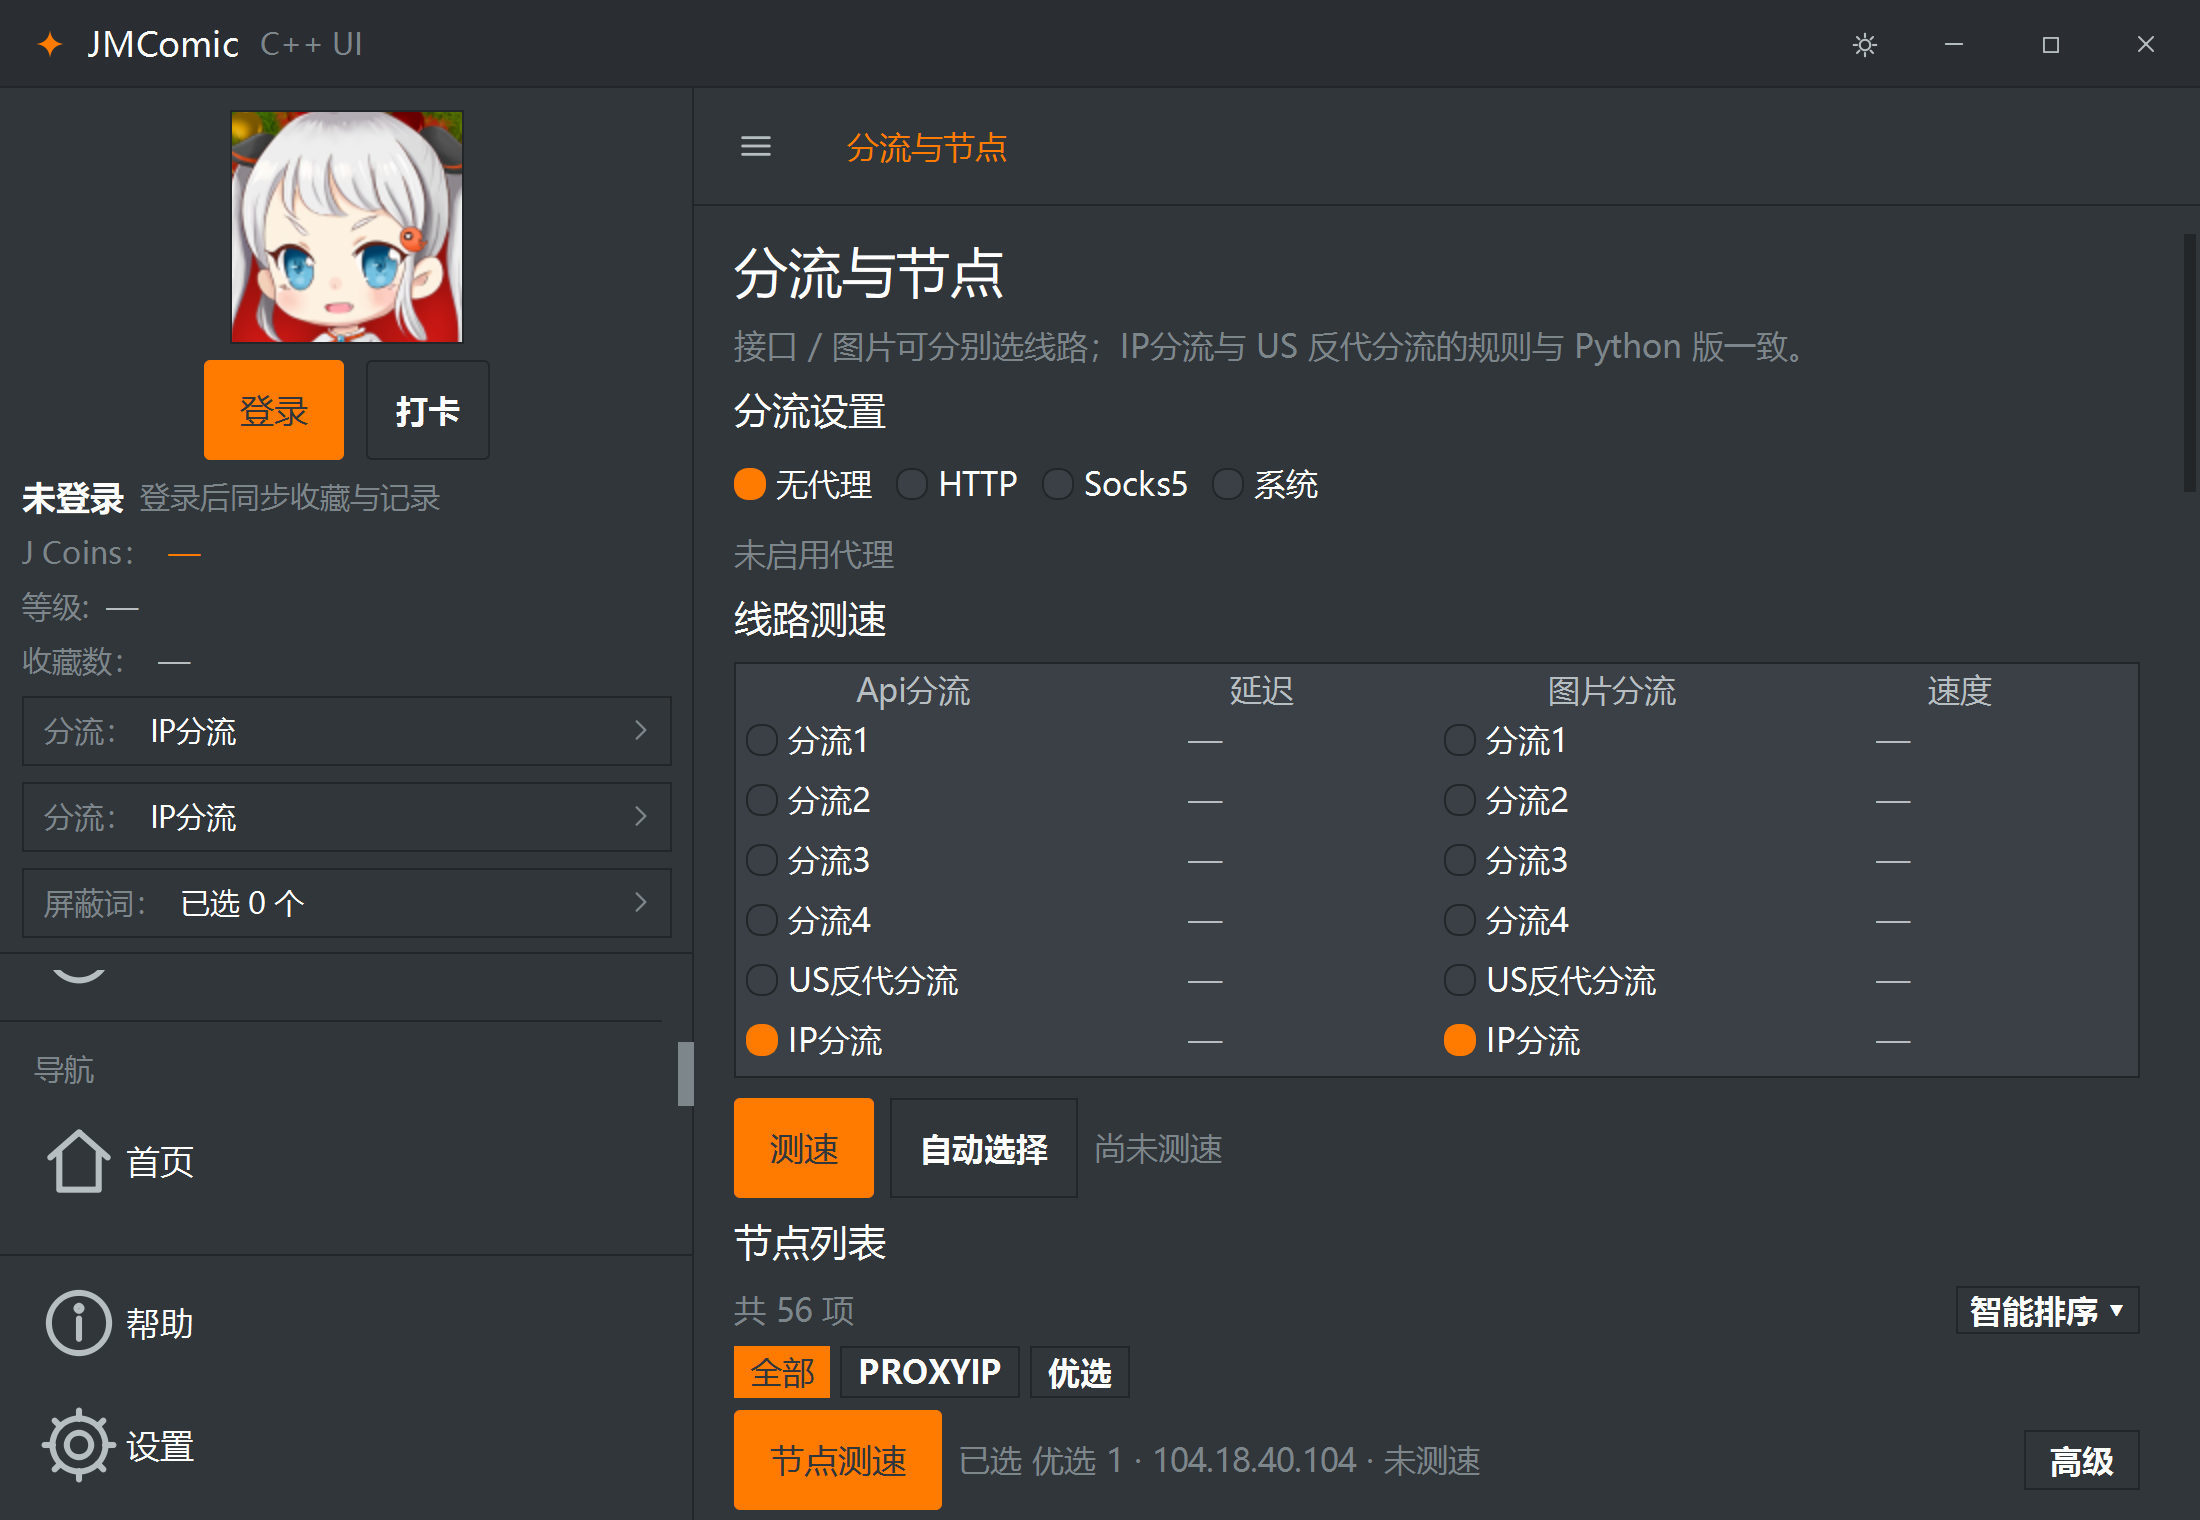 JMComic C++ UI
登录 打卡
未登录 登录后同步收藏与记录
J Coins: —
等级: —
收藏数: —
分流: IP分流
分流: IP分流
屏蔽词: 已选 0 个
导航
首页
帮助
设置
分流与节点
分流与节点
接口 / 图片可分别选线路；IP分流与 US 反代分流的规则与 Python 版一致。
分流设置
无代理 HTTP Socks5 系统
未启用代理
线路测速
Api分流 延迟 图片分流 速度
分流1 — 分流1 —
分流2 — 分流2 —
分流3 — 分流3 —
分流4 — 分流4 —
US反代分流 — US反代分流 —
IP分流 — IP分流 —
测速 自动选择 尚未测速
节点列表
共 56 项 智能排序
全部 PROXYIP 优选
节点测速 已选 优选 1 · 104.18.40.104 · 未测速 高级